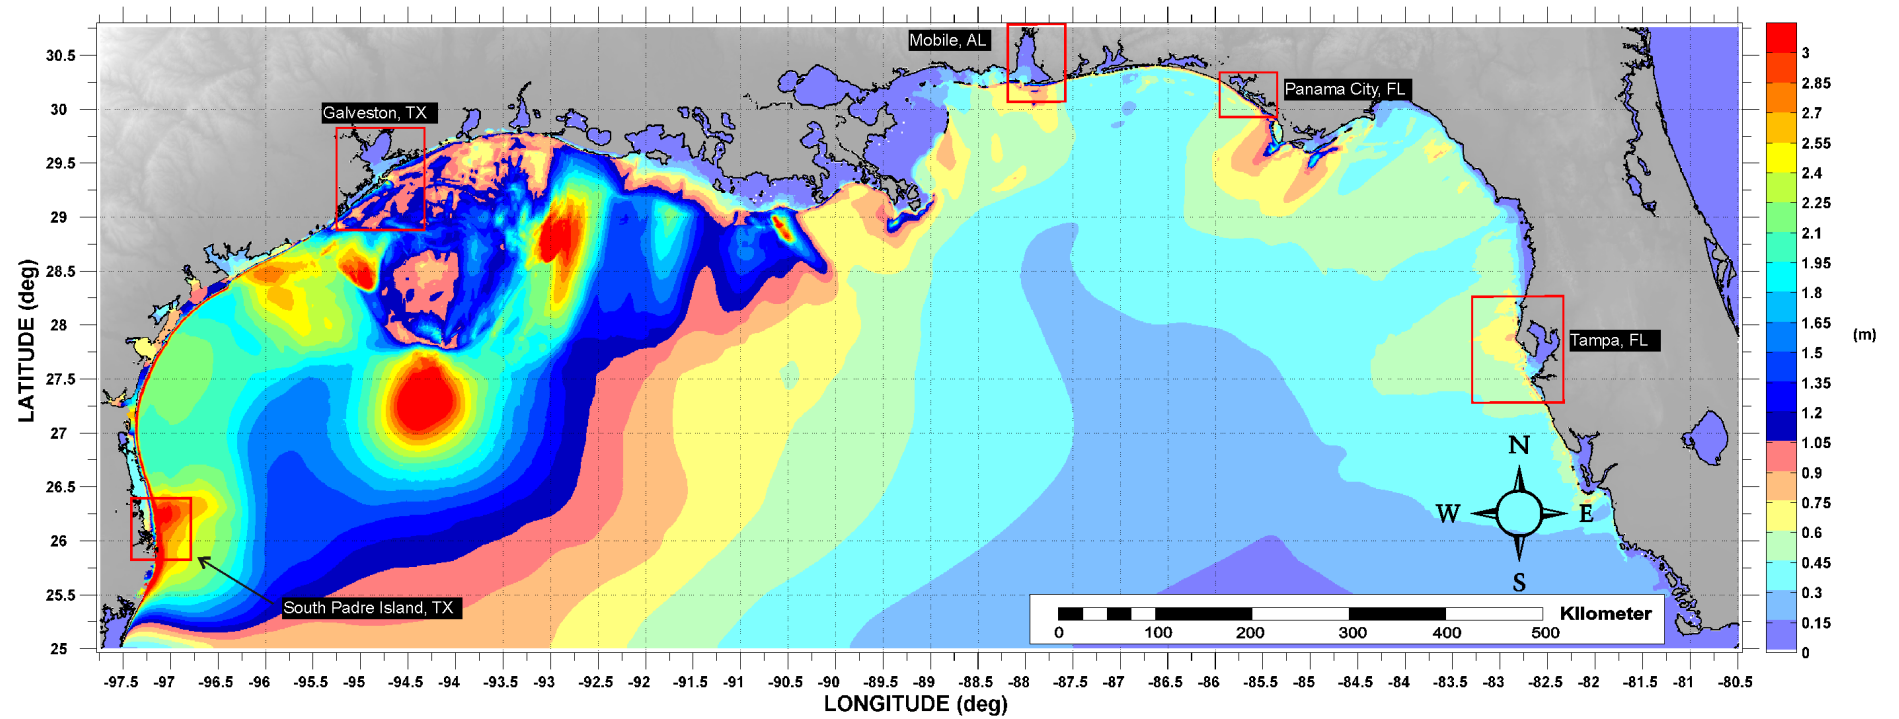 Mobile, AL
Panama City, FL
Galveston, TX
Tampa, FL
South Padre Island, TX
N
W E
S
KIlometer
0 100 200 300 400 500
LATITUDE (deg)
30.5
30
29.5
29
28.5
28
27.5
27
26.5
26
25.5
25
-97.5 -97 -96.5 -96 -95.5 -95 -94.5 -94 -93.5 -93 -92.5 -92 -91.5 -91 -90.5 -90 -89.5 -89 -88.5 -88 -87.5 -87 -86.5 -86 -85.5 -85 -84.5 -84 -83.5 -83 -82.5 -82 -81.5 -81 -80.5
LONGITUDE (deg)
3
2.85
2.7
2.55
2.4
2.25
2.1
1.95
1.8
1.65
1.5
1.35
1.2
1.05
0.9
0.75
0.6
0.45
0.3
0.15
0
(m)